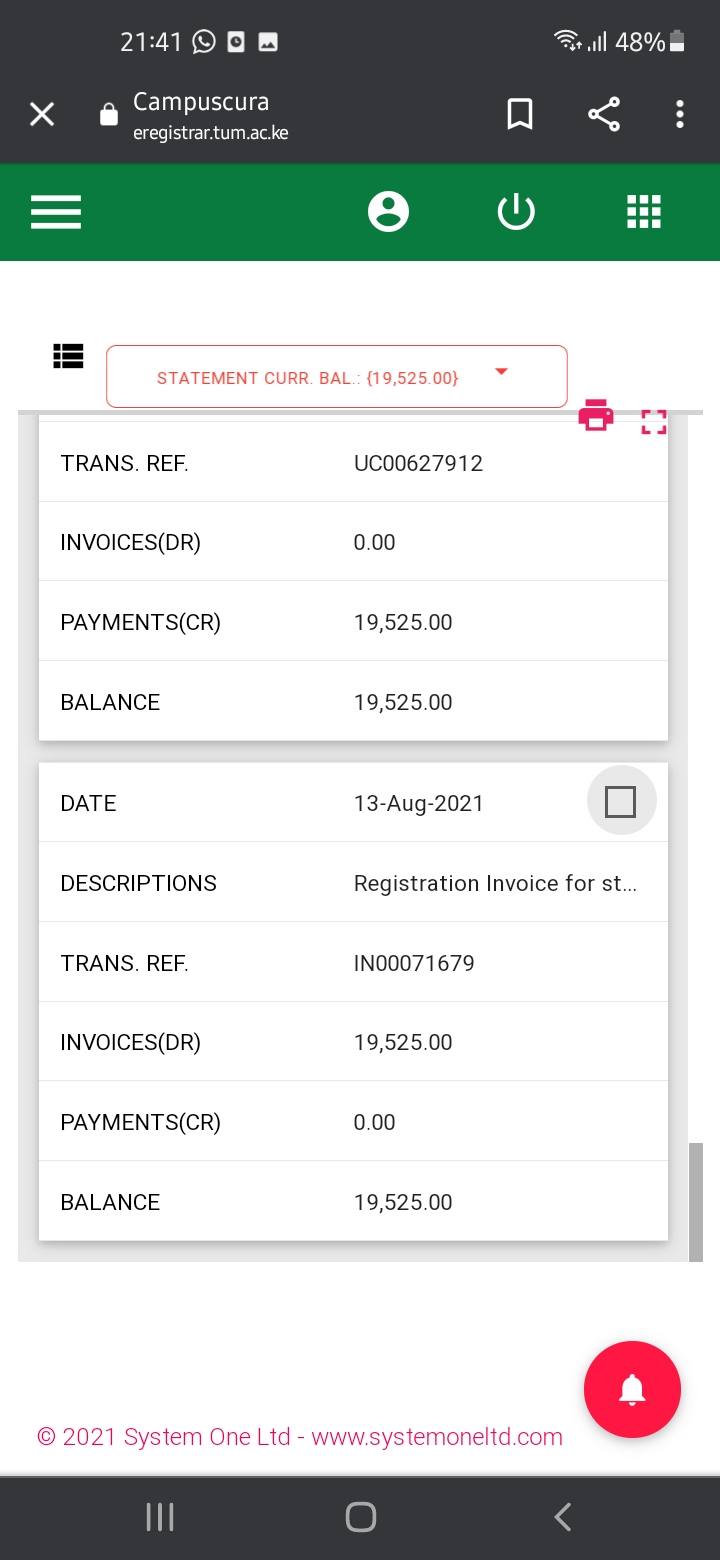 21:41 48%
Campuscura
eregistrar.tum.ac.ke
STATEMENT CURR. BAL.: {19,525.00}
TRANS. REF. UC00627912
INVOICES(DR) 0.00
PAYMENTS(CR) 19,525.00
BALANCE 19,525.00
DATE 13-Aug-2021
DESCRIPTIONS Registration Invoice for st...
TRANS. REF. IN00071679
INVOICES(DR) 19,525.00
PAYMENTS(CR) 0.00
BALANCE 19,525.00
© 2021 System One Ltd - www.systemoneltd.com